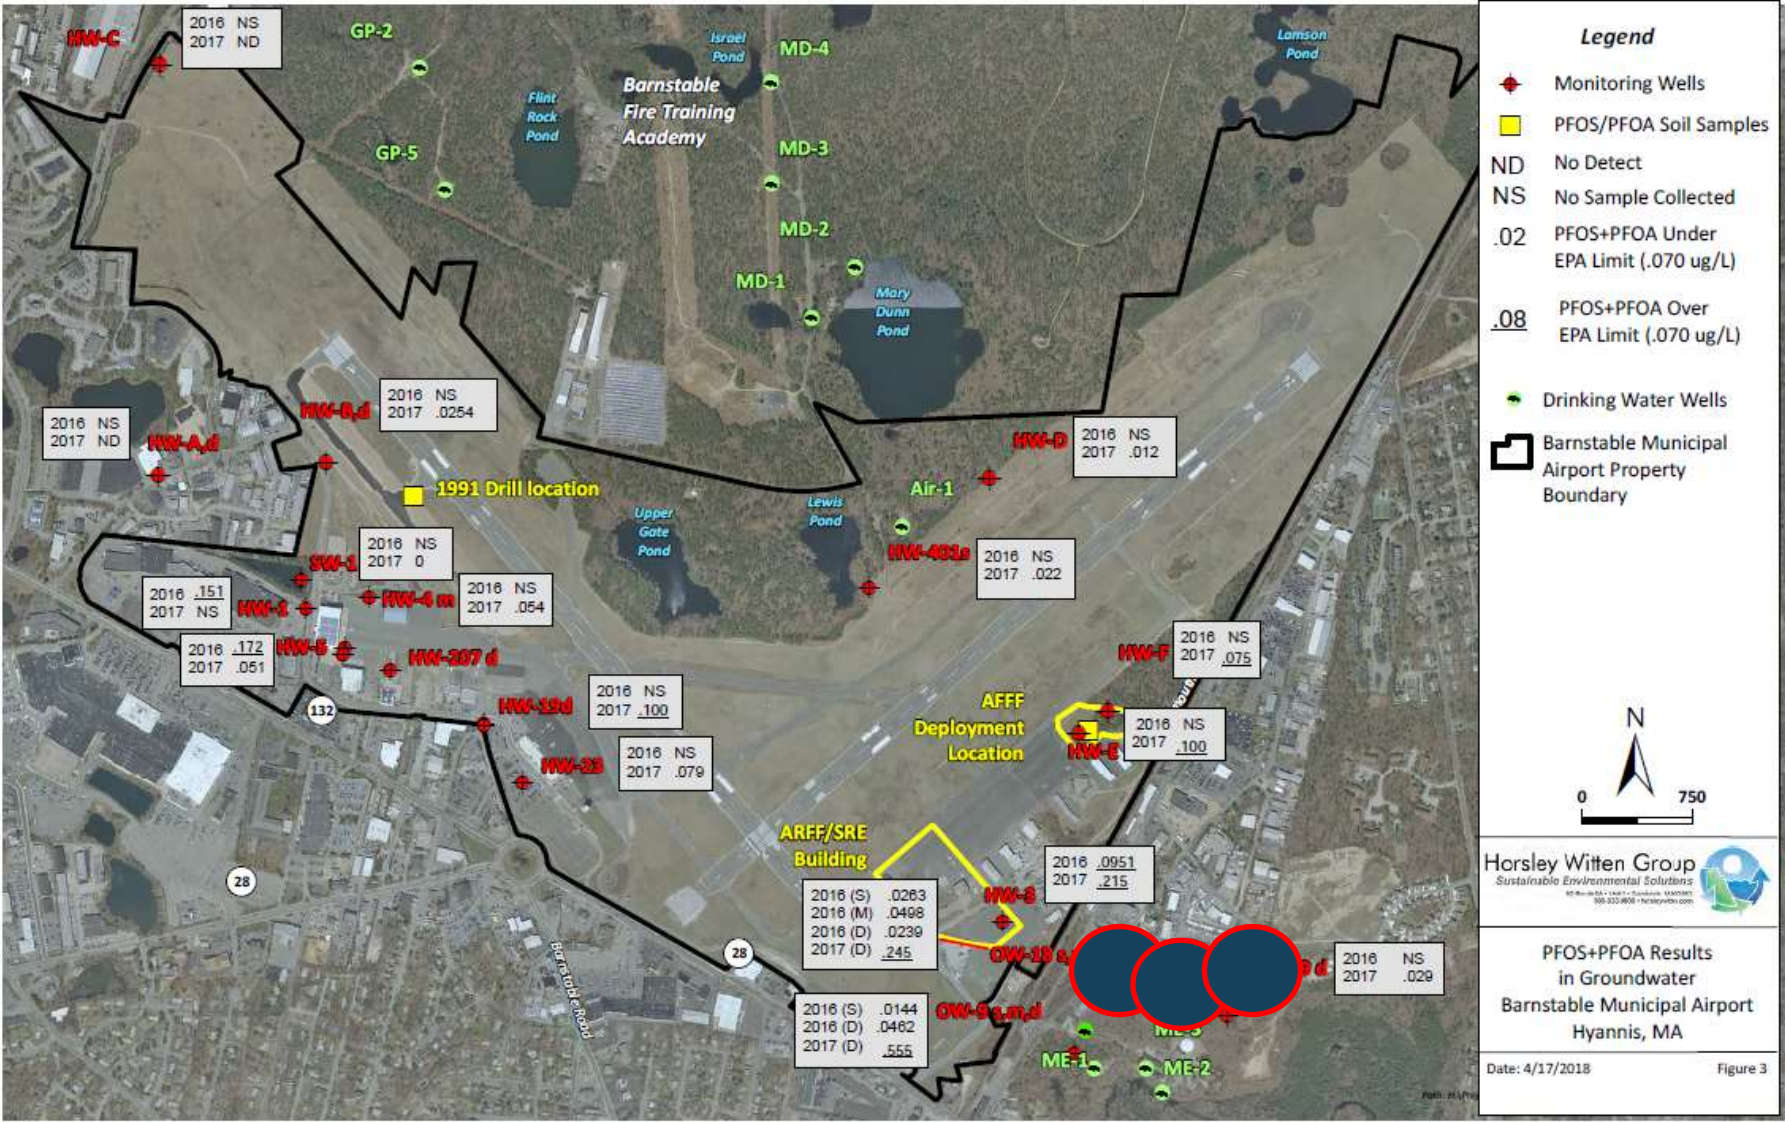 HW-C
2016 NS
2017 ND
GP-2
Israel
Pond
MD-4
Lamson
Pond
Barnstable
Fire Training
Academy
Flint
Rock
Pond
GP-5
MD-3
MD-2
MD-1
Mary
Dunn
Pond
HW-B,d
2016 NS
2017 .0254
2016 NS
2017 ND
HW-A,d
HW-D
2016 NS
2017 .012
1991 Drill location
Air-1
Upper
Gate
Pond
Lewis
Pond
HW-401s
2016 NS
2017 .022
SW-1
2016 NS
2017 0
2016 .151
2017 NS
HW-1
HW-4 m
2016 NS
2017 .054
2016 .172
2017 .051
HW-5
HW-207 d
HW-F
2016 NS
2017 .075
132
HW-19d
2016 NS
2017 .100
AFFF
Deployment
Location
HW-E
2016 NS
2017 .100
HW-23
2016 NS
2017 .079
ARFF/SRE
Building
2016 .0951
2017 .215
HW-3
28
2016 (S) .0263
2016 (M) .0498
2016 (D) .0239
2017 (D) .245
OW-18 s,
9 d
2016 NS
2017 .029
28
Barnstable Road
2016 (S) .0144
2016 (D) .0462
2017 (D) .555
OW-9 s,m,d
ME-1
ME-2
Legend
Monitoring Wells
PFOS/PFOA Soil Samples
ND No Detect
NS No Sample Collected
.02 PFOS+PFOA Under
EPA Limit (.070 ug/L)
.08 PFOS+PFOA Over
EPA Limit (.070 ug/L)
Drinking Water Wells
Barnstable Municipal
Airport Property
Boundary
N
0 750
Horsley Witten Group
Sustainable Environmental Solutions
PFOS+PFOA Results
in Groundwater
Barnstable Municipal Airport
Hyannis, MA
Date: 4/17/2018 Figure 3